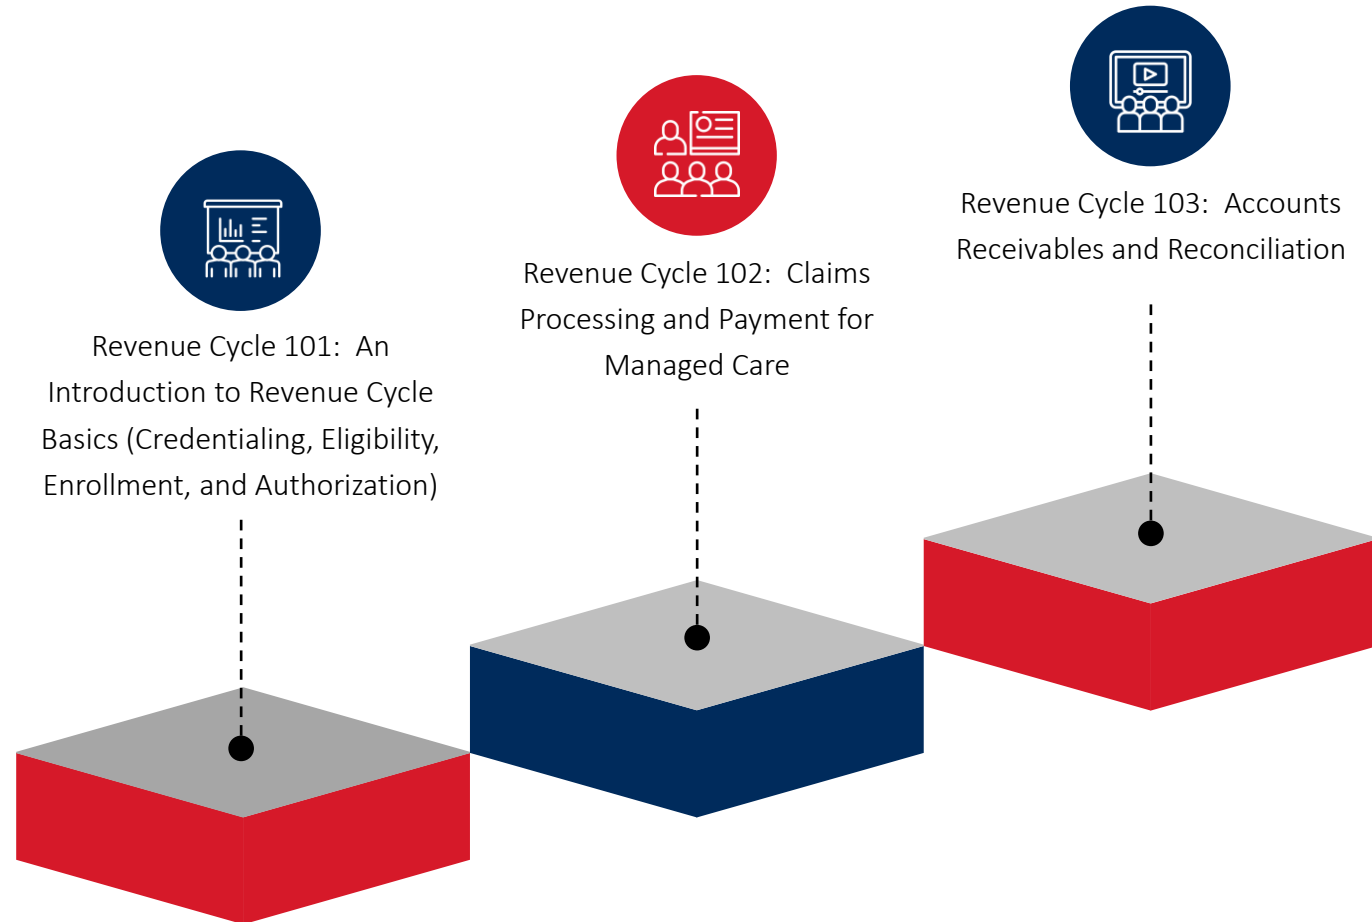 Revenue Cycle 101:  An
Introduction to Revenue Cycle
Basics (Credentialing, Eligibility,
Enrollment, and Authorization)
Revenue Cycle 102:  Claims
Processing and Payment for
Managed Care
Revenue Cycle 103:  Accounts
Receivables and Reconciliation